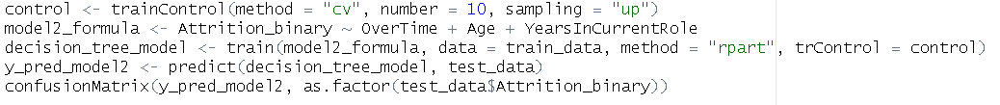 control <- trainControl(method = "cv", number = 10, sampling = "up")
model2_formula <- Attrition_binary ~ OverTime + Age + YearsInCurrentRole
decision_tree_model <- train(model2_formula, data = train_data, method = "rpart", trControl = control)
y_pred_model2 <- predict(decision_tree_model, test_data)
confusionMatrix(y_pred_model2, as.factor(test_data$Attrition_binary))